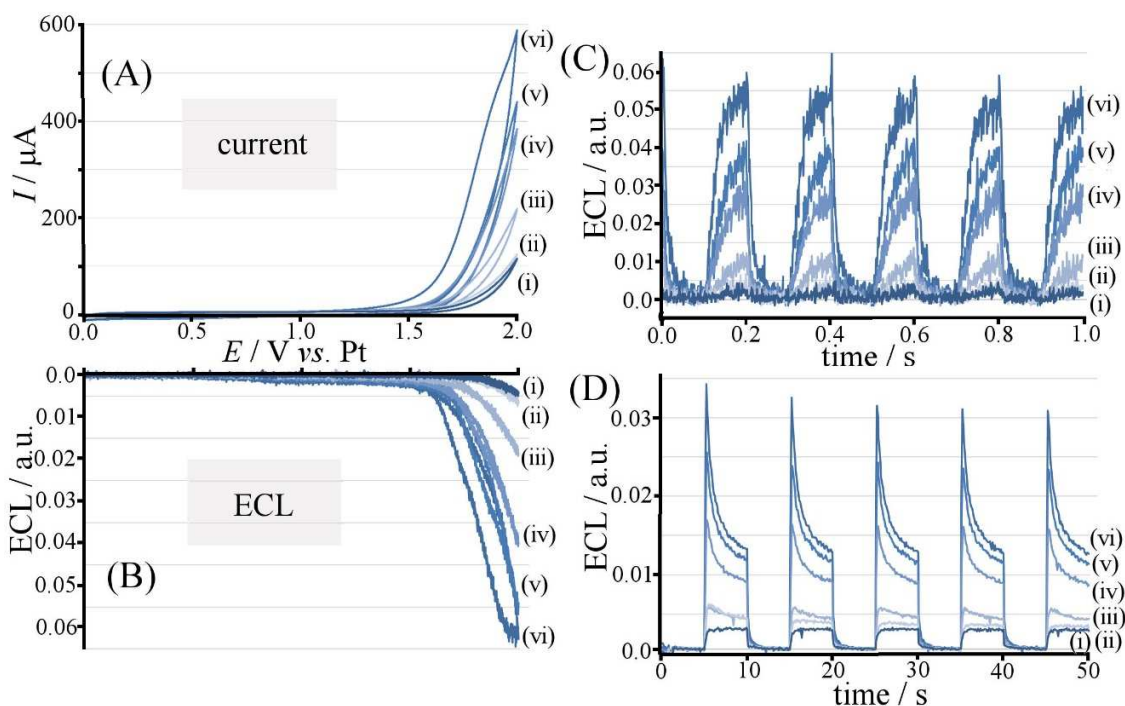 (A)
600
400
200
0
I / μA
current
(vi)
(v)
(iv)
(iii)
(ii)
(i)
0.0 0.5 1.0 1.5 2.0
E / V vs. Pt
(B)
0.0
0.01
0.02
0.03
0.04
0.05
0.06
ECL / a.u.
ECL
(i)
(ii)
(iii)
(iv)
(v)
(vi)
(C)
0.06
0.05
0.04
0.03
0.02
0.01
0.0
ECL / a.u.
(vi)
(v)
(iv)
(iii)
(ii)
(i)
0 0.2 0.4 0.6 0.8 1.0
time / s
(D)
0.03
0.02
0.01
0.0
ECL / a.u.
(vi)
(v)
(iv)
(iii)
(i) (ii)
0 10 20 30 40 50
time / s